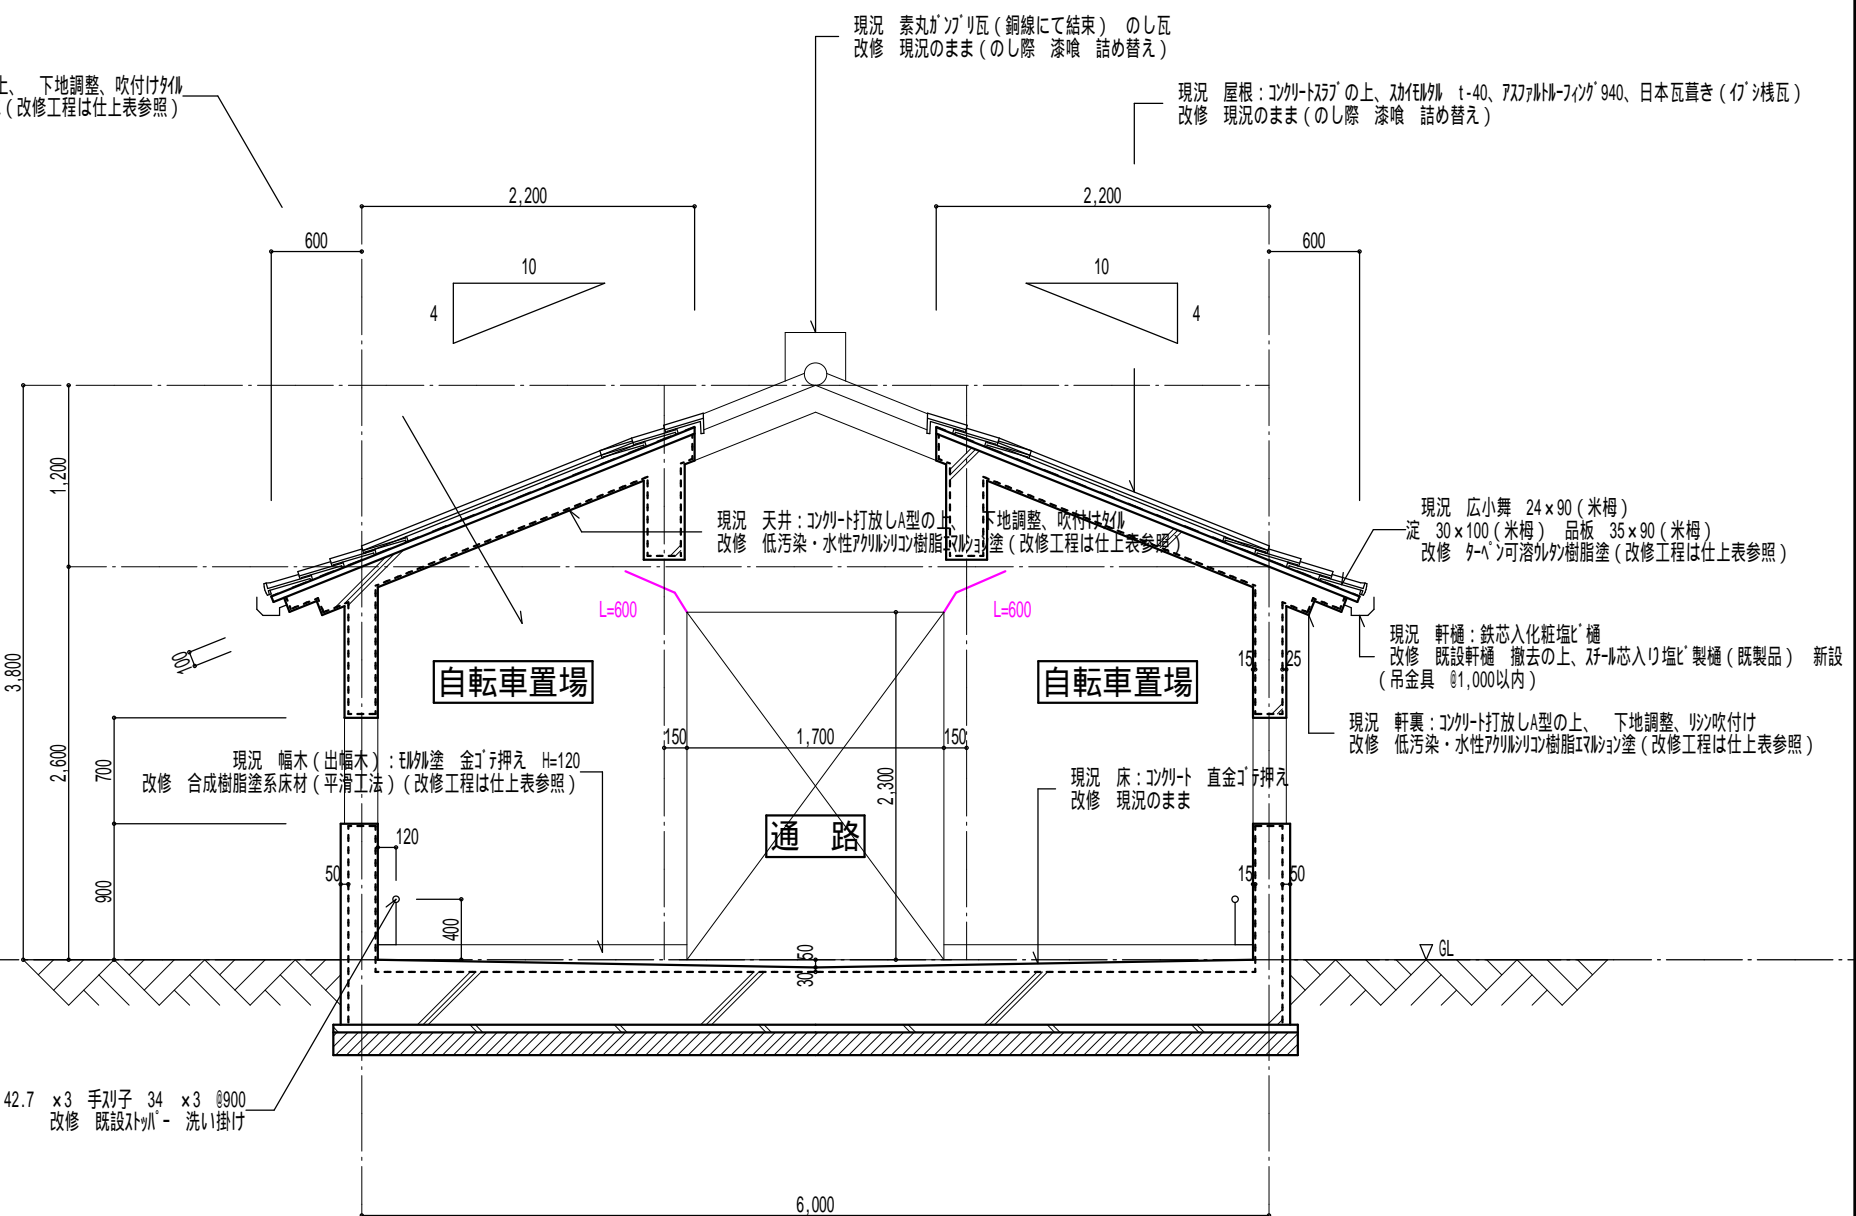 現況　素丸ガンブリ瓦(銅線にて結束)　のし瓦
改修　現況のまま(のし際　漆喰　詰め替え)
上、　下地調整、吹付けタイル
(改修工程は仕上表参照)
現況　屋根：コンクリートスラブの上、スカイモルタル　t-40、アスファルトルーフィング940、日本瓦葺き(イブシ桟瓦)
改修　現況のまま(のし際　漆喰　詰め替え)
2,200
2,200
600
600
10
10
4
4
1,200
3,800
2,600
現況　天井：コンクリート打放しA型の上、　下地調整、吹付けタイル
改修　低汚染・水性アクリルシリコン樹脂エマルション塗(改修工程は仕上表参照)
現況　広小舞　24×90(米栂)
淀　30×100(米栂)　品板　35×90(米栂)
改修　ターペン可溶ウレタン樹脂塗(改修工程は仕上表参照)
L=600
L=600
100
現況　軒樋：鉄芯入化粧塩ビ樋
改修　既設軒樋　撤去の上、スチール芯入り塩ビ製樋(既製品)　新設
(吊金具　@1,000以内)
15
25
自転車置場
自転車置場
現況　軒裏：コンクリート打放しA型の上、　下地調整、リシン吹付け
改修　低汚染・水性アクリルシリコン樹脂エマルション塗(改修工程は仕上表参照)
150
1,700
150
700
現況　幅木(出幅木)：モルタル塗　金ゴテ押え　H=120
改修　合成樹脂塗系床材(平滑工法)(改修工程は仕上表参照)
2,300
現況　床：コンクリート　直金ゴテ押え
改修　現況のまま
通　路
120
50
15
50
900
400
GL
50
30
42.7　×3　手スリ子　34　×3　@900
改修　既設ストッパー　洗い掛け
6,000